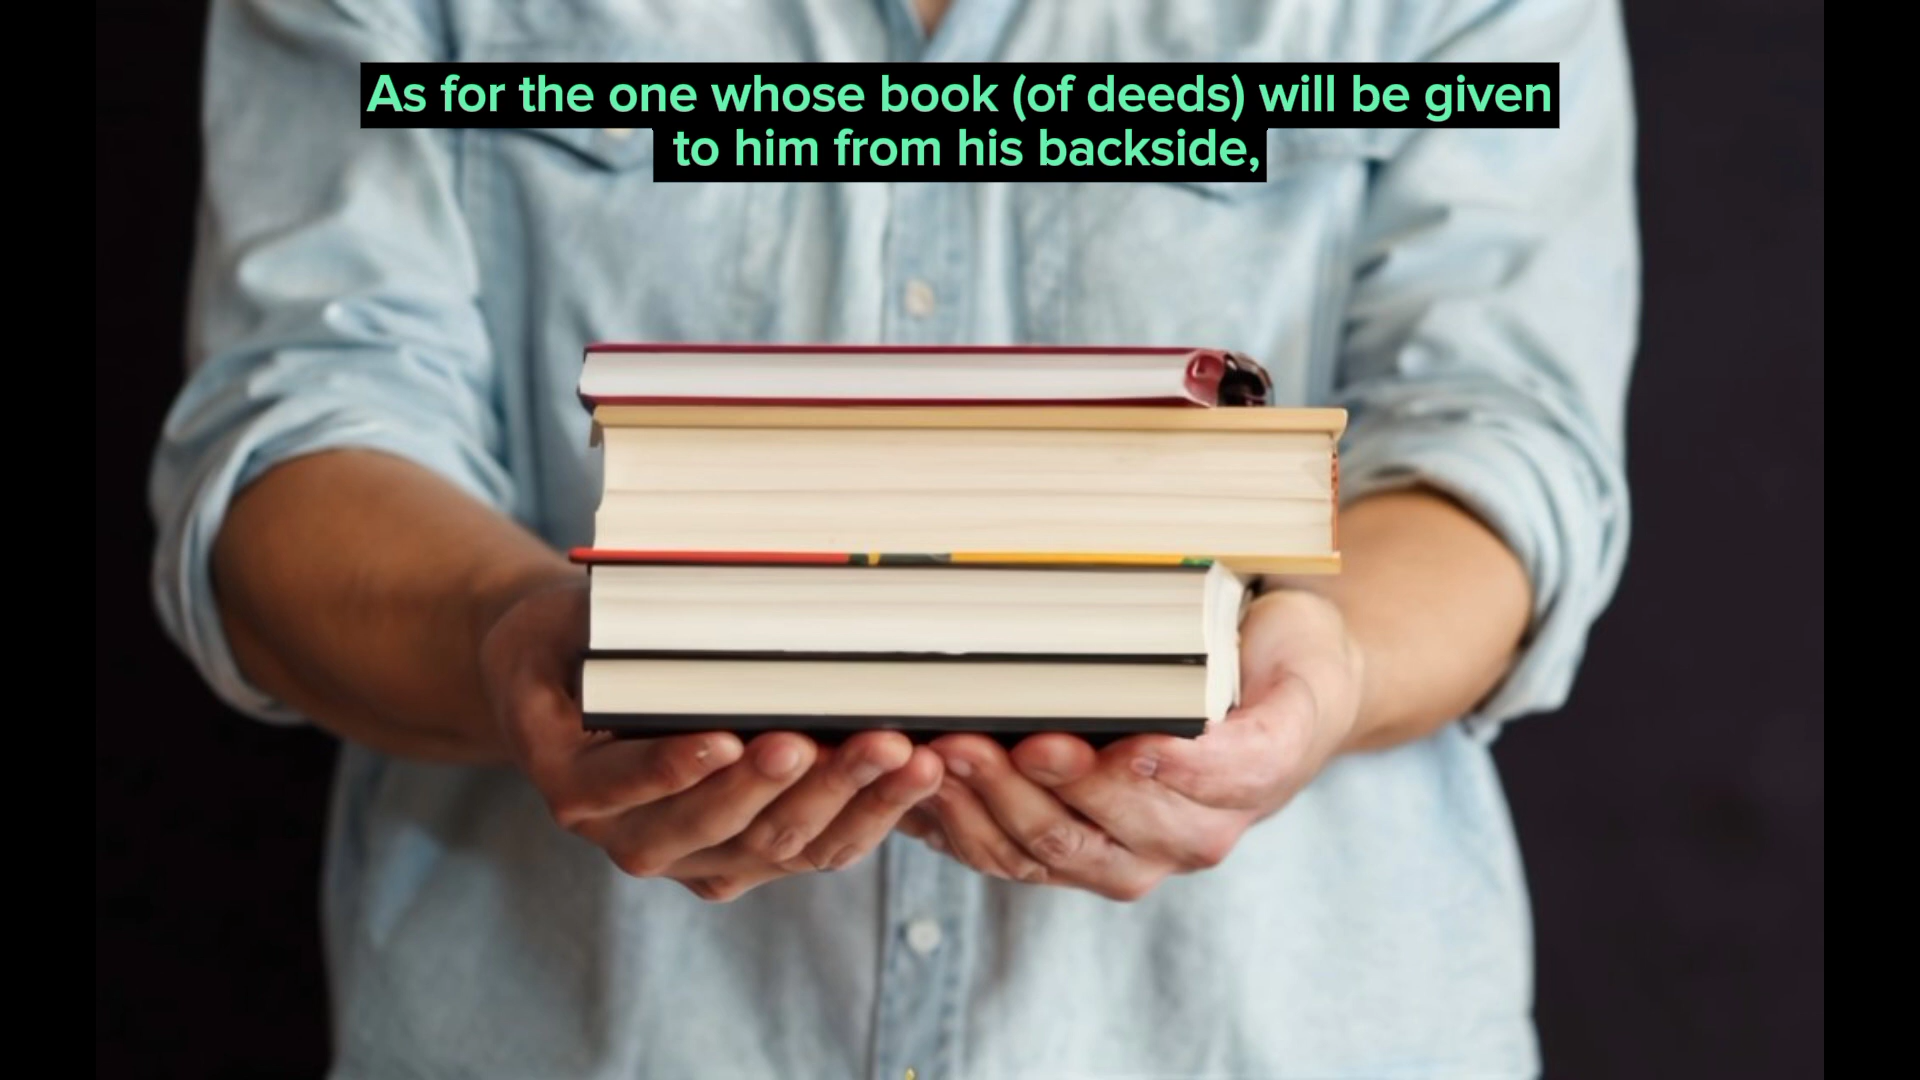 As for the one whose book (of deeds) will be given
to him from his backside,